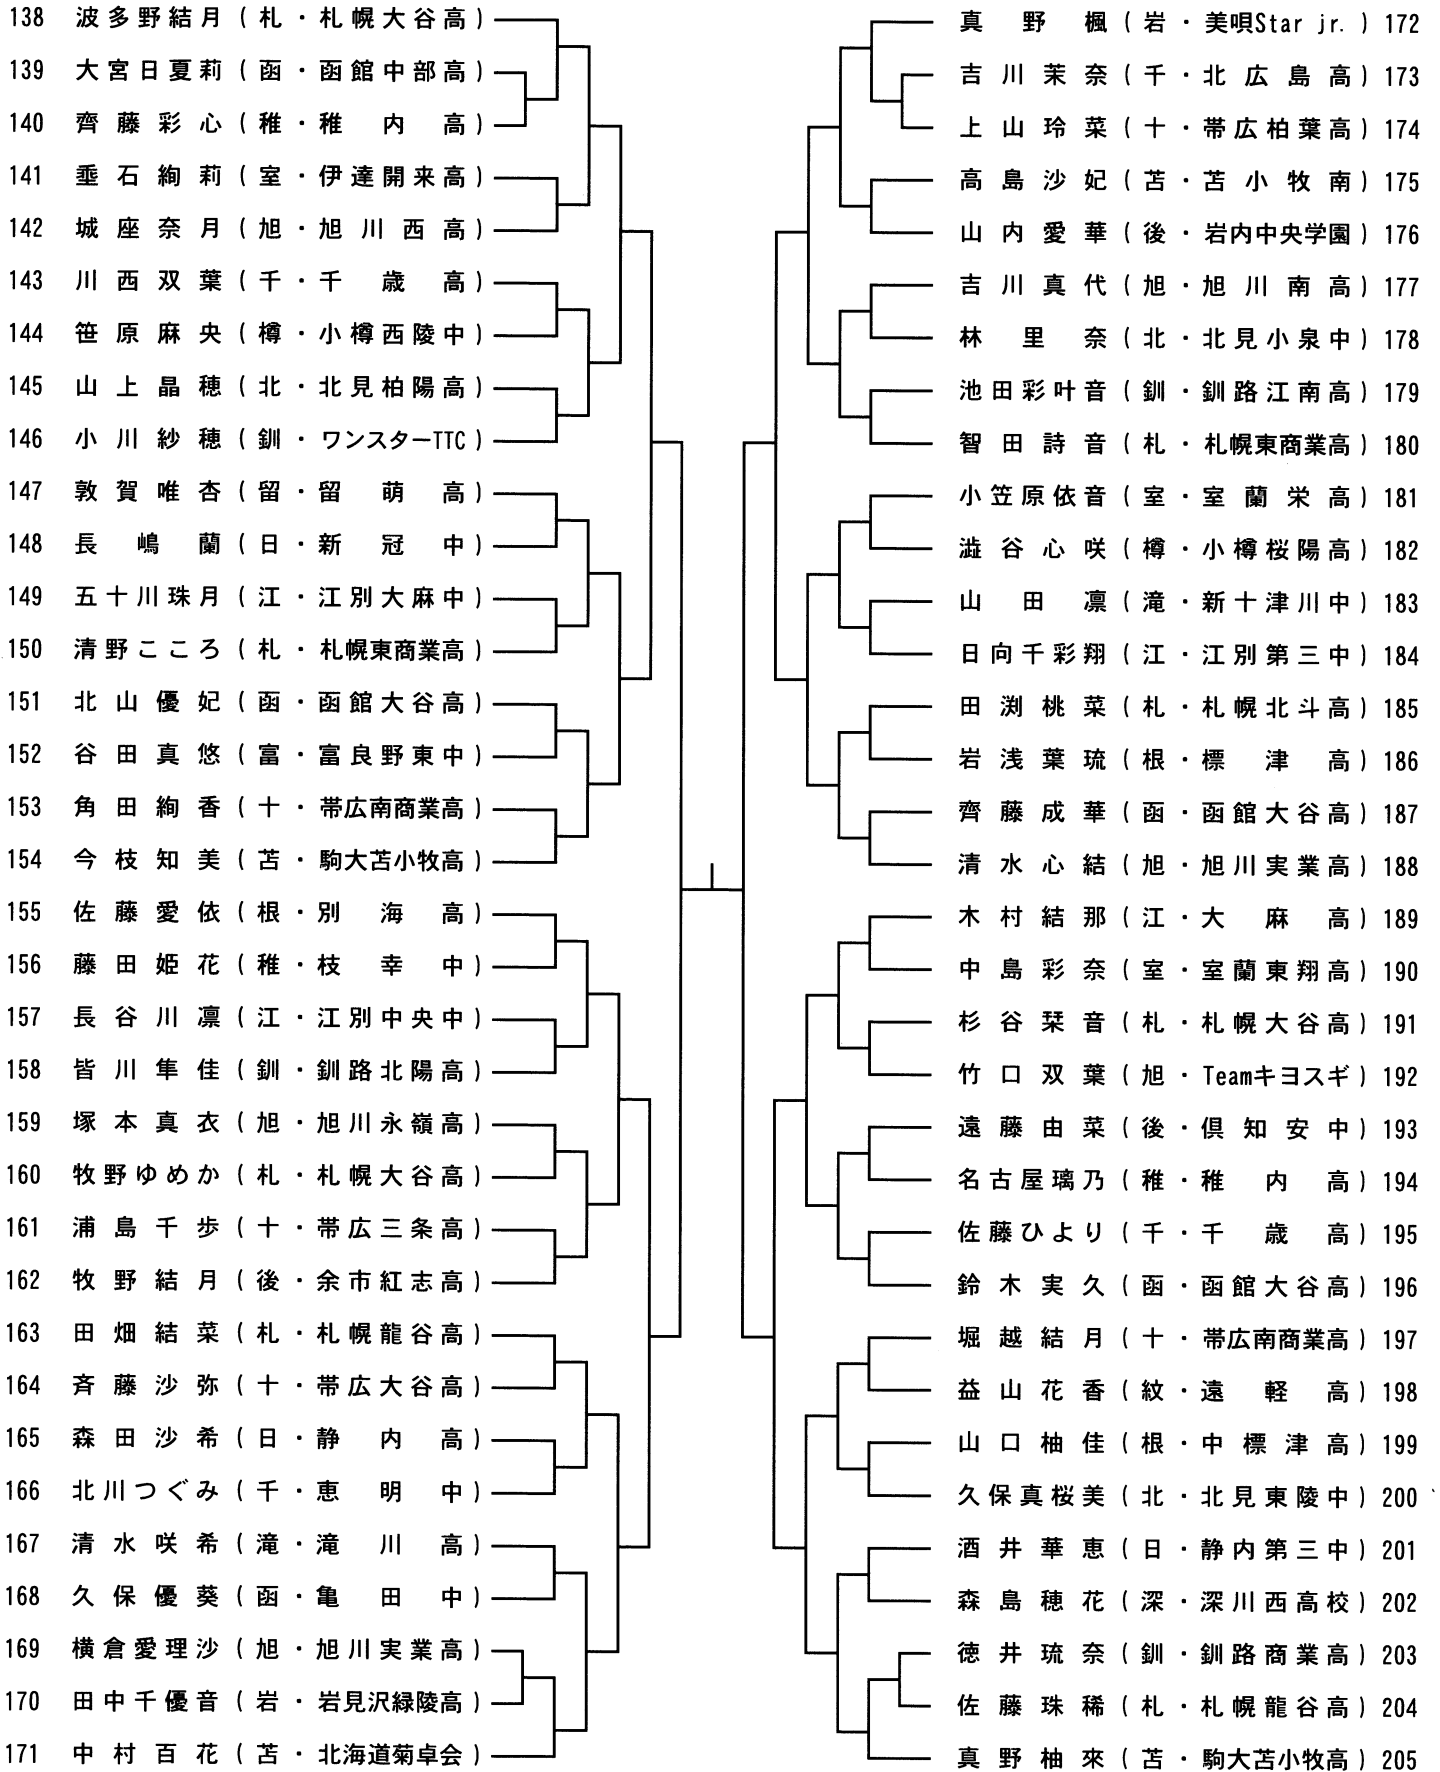 138 波多野結月 (札・札幌大谷高)
139 大宮日夏莉 (函・函館中部高)
140 齊藤彩心 (稚・稚内高)
141 垂石絢莉 (室・伊達開来高)
142 城座奈月 (旭・旭川西高)
143 川西双葉 (千・千歳高)
144 笹原麻央 (樽・小樽西陵中)
145 山上晶穂 (北・北見柏陽高)
146 小川紗穂 (釧・ワンスターTTC)
147 敦賀唯杏 (留・留萌高)
148 長嶋蘭 (日・新冠中)
149 五十川珠月 (江・江別大麻中)
150 清野こころ (札・札幌東商業高)
151 北山優妃 (函・函館大谷高)
152 谷田真悠 (富・富良野東中)
153 角田絢香 (十・帯広南商業高)
154 今枝知美 (苫・駒大苫小牧高)
155 佐藤愛依 (根・別海高)
156 藤田姫花 (稚・枝幸中)
157 長谷川凛 (江・江別中央中)
158 皆川隼佳 (釧・釧路北陽高)
159 塚本真衣 (旭・旭川永嶺高)
160 牧野ゆめか (札・札幌大谷高)
161 浦島千歩 (十・帯広三条高)
162 牧野結月 (後・余市紅志高)
163 田畑結菜 (札・札幌龍谷高)
164 斉藤沙弥 (十・帯広大谷高)
165 森田沙希 (日・静内高)
166 北川つぐみ (千・恵明中)
167 清水咲希 (滝・滝川高)
168 久保優葵 (函・亀田中)
169 横倉愛理沙 (旭・旭川実業高)
170 田中千優音 (岩・岩見沢緑陵高)
171 中村百花 (苫・北海道菊卓会)
真野楓 (岩・美唄Star jr.) 172
吉川茉奈 (千・北広島高) 173
上山玲菜 (十・帯広柏葉高) 174
高島沙妃 (苫・苫小牧南) 175
山内愛華 (後・岩内中央学園) 176
吉川真代 (旭・旭川南高) 177
林里奈 (北・北見小泉中) 178
池田彩叶音 (釧・釧路江南高) 179
智田詩音 (札・札幌東商業高) 180
小笠原依音 (室・室蘭栄高) 181
澁谷心咲 (樽・小樽桜陽高) 182
山田凛 (滝・新十津川中) 183
日向千彩翔 (江・江別第三中) 184
田渕桃菜 (札・札幌北斗高) 185
岩浅葉琉 (根・標津高) 186
齊藤成華 (函・函館大谷高) 187
清水心結 (旭・旭川実業高) 188
木村結那 (江・大麻高) 189
中島彩奈 (室・室蘭東翔高) 190
杉谷栞音 (札・札幌大谷高) 191
竹口双葉 (旭・Teamキヨスギ) 192
遠藤由菜 (後・倶知安中) 193
名古屋璃乃 (稚・稚内高) 194
佐藤ひより (千・千歳高) 195
鈴木実久 (函・函館大谷高) 196
堀越結月 (十・帯広南商業高) 197
益山花香 (紋・遠軽高) 198
山口柚佳 (根・中標津高) 199
久保真桜美 (北・北見東陵中) 200
酒井華恵 (日・静内第三中) 201
森島穂花 (深・深川西高校) 202
徳井琉奈 (釧・釧路商業高) 203
佐藤珠稀 (札・札幌龍谷高) 204
真野柚來 (苫・駒大苫小牧高) 205